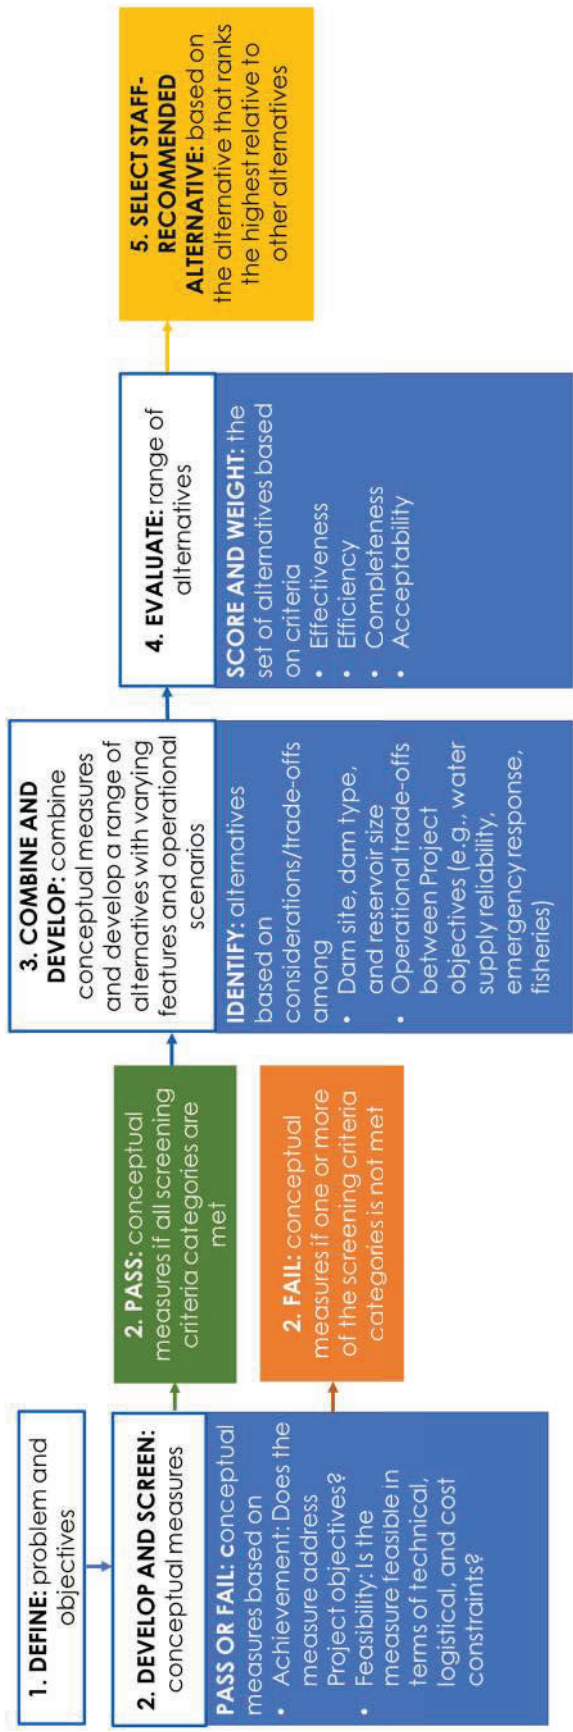 1. DEFINE: problem and
objectives
2. DEVELOP AND SCREEN:
conceptual measures
PASS OR FAIL: conceptual
measures based on
• Achievement: Does the
measure address
Project objectives?
• Feasibility: Is the
measure feasible in
terms of technical,
logistical, and cost
constraints?
2. PASS: conceptual
measures if all screening
criteria categories are
met
2. FAIL: conceptual
measures if one or more
of the screening criteria
categories is not met
3. COMBINE AND
DEVELOP: combine
conceptual measures
and develop a range of
alternatives with varying
features and operational
scenarios
IDENTIFY: alternatives
based on
considerations/trade-offs
among
• Dam site, dam type,
and reservoir size
• Operational trade-offs
between Project
objectives (e.g., water
supply reliability,
emergency response,
fisheries)
4. EVALUATE: range of
alternatives
SCORE AND WEIGHT: the
set of alternatives based
on criteria
• Effectiveness
• Efficiency
• Completeness
• Acceptability
5. SELECT STAFF-
RECOMMENDED
ALTERNATIVE: based on
the alternative that ranks
the highest relative to
other alternatives